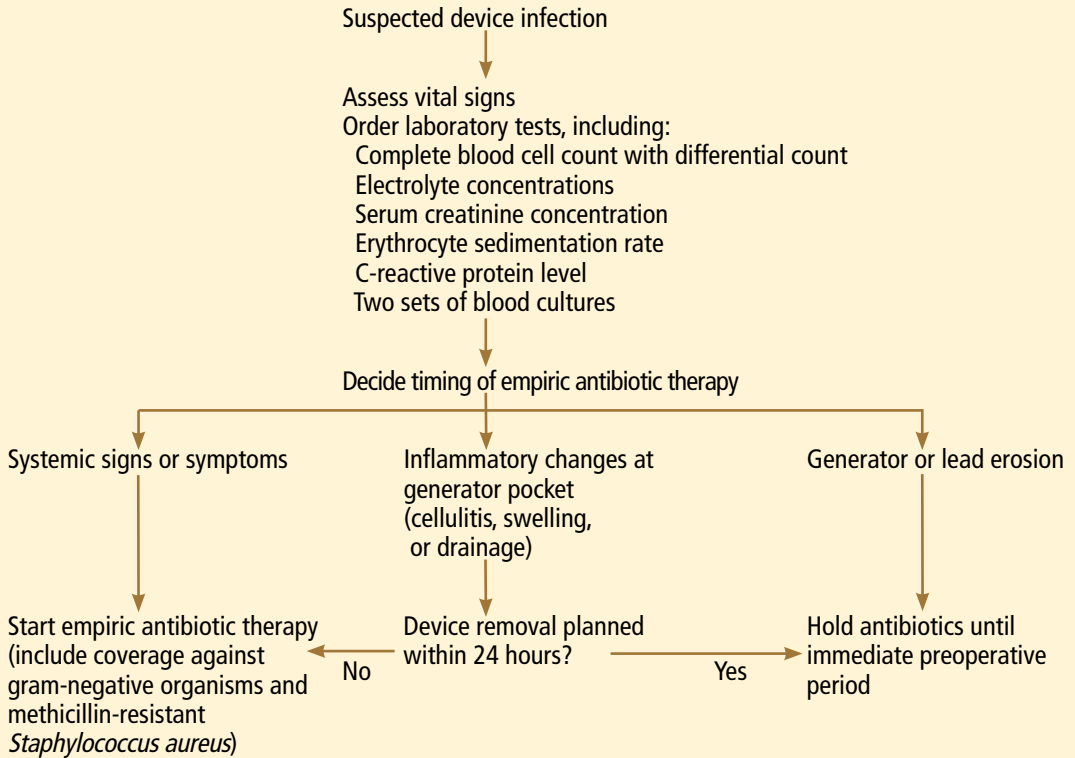 Suspected device infection
Assess vital signs
Order laboratory tests, including:
Complete blood cell count with differential count
Electrolyte concentrations
Serum creatinine concentration
Erythrocyte sedimentation rate
C-reactive protein level
Two sets of blood cultures
Decide timing of empiric antibiotic therapy
Systemic signs or symptoms
Inflammatory changes at
generator pocket
(cellulitis, swelling,
or drainage)
Generator or lead erosion
Start empiric antibiotic therapy
(include coverage against
gram-negative organisms and
methicillin-resistant
Staphylococcus aureus)
No
Device removal planned
within 24 hours?
Yes
Hold antibiotics until
immediate preoperative
period